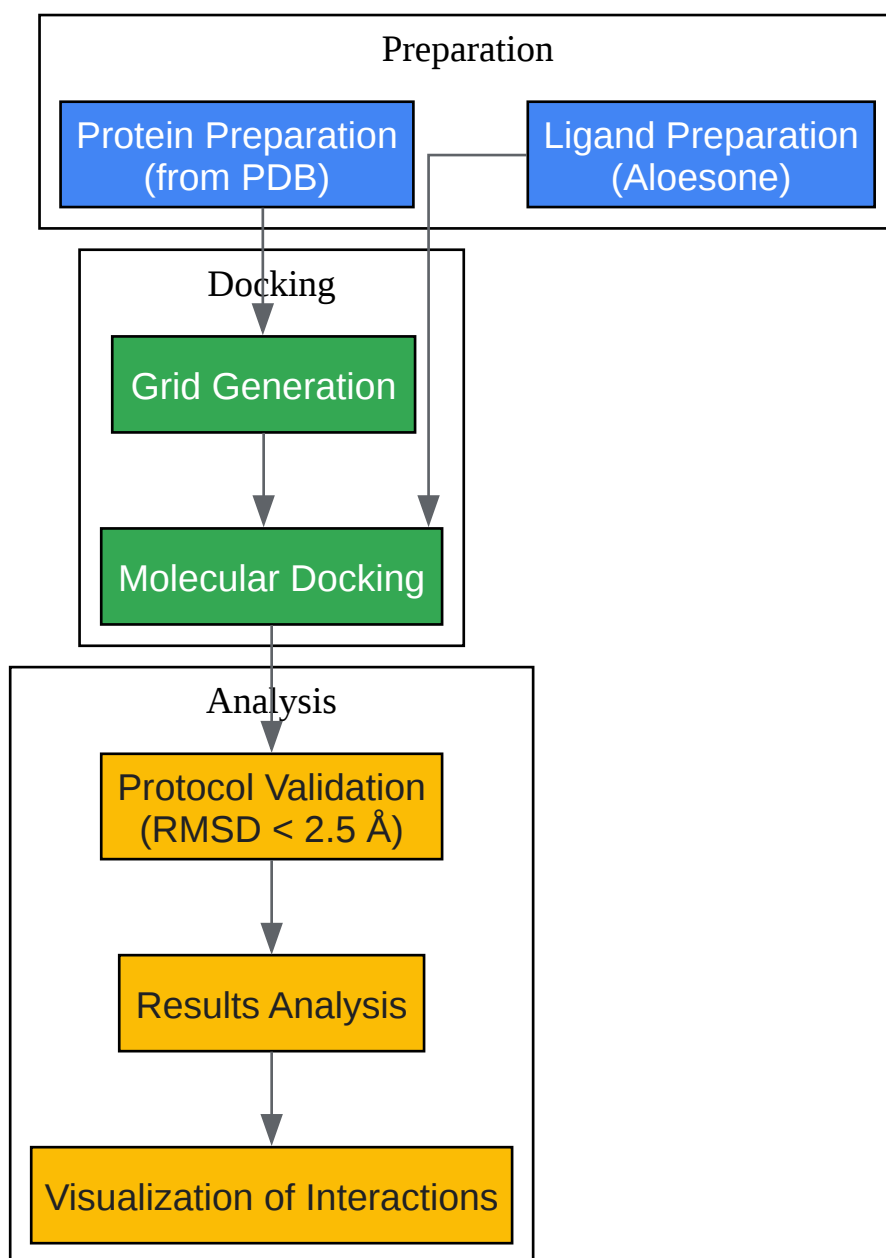 Preparation
Protein Preparation
(from PDB)
Ligand Preparation
(Aloesone)
Docking
Grid Generation
Molecular Docking
Analysis
Protocol Validation
(RMSD < 2.5 Å)
Results Analysis
Visualization of Interactions